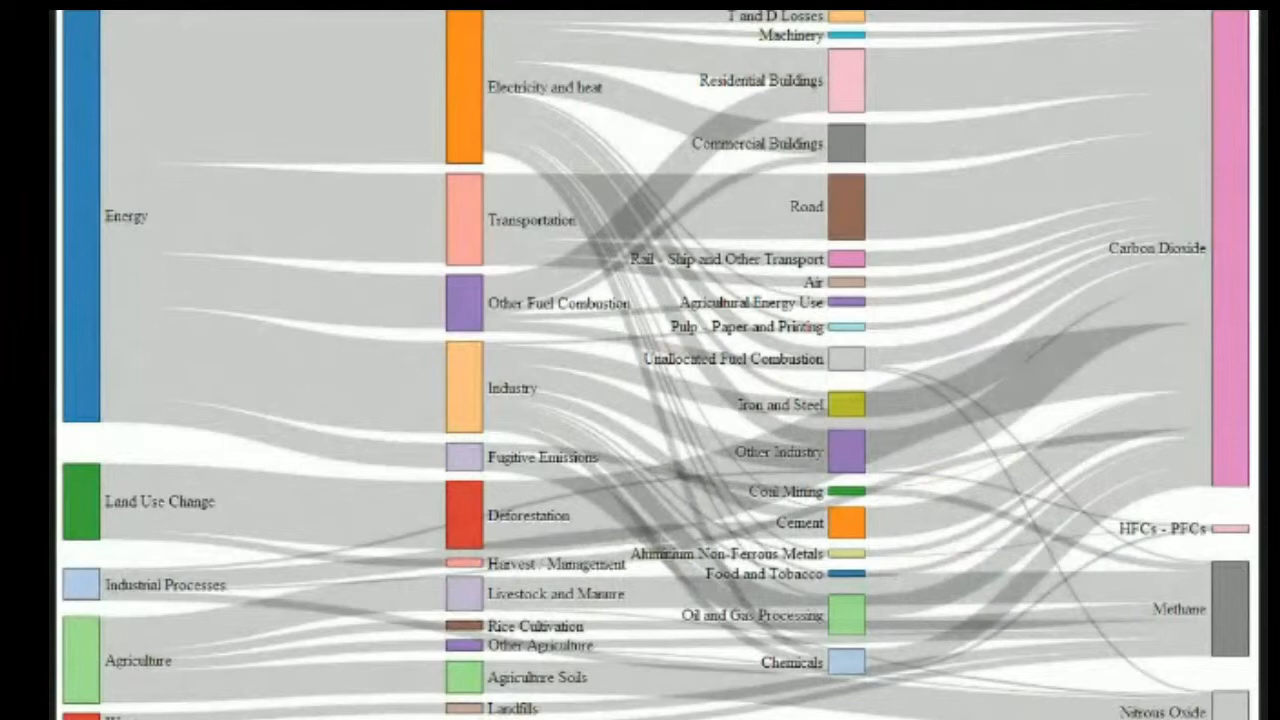 Energy
Land Use Change
Industrial Processes
Agriculture
Electricity and heat
Transportation
Other Fuel Combustion
Industry
Fugitive Emissions
Deforestation
Harvest / Management
Livestock and Manure
Rice Cultivation
Other Agriculture
Agriculture Soils
Landfills
T and D Losses
Machinery
Residential Buildings
Commercial Buildings
Road
Rail - Ship and Other Transport
Air
Agricultural Energy Use
Pulp - Paper and Printing
Unallocated Fuel Combustion
Iron and Steel
Other Industry
Coal Mining
Cement
Aluminium Non-Ferrous Metals
Food and Tobacco
Oil and Gas Processing
Chemicals
Carbon Dioxide
HFCs - PFCs
Methane
Nitrous Oxide